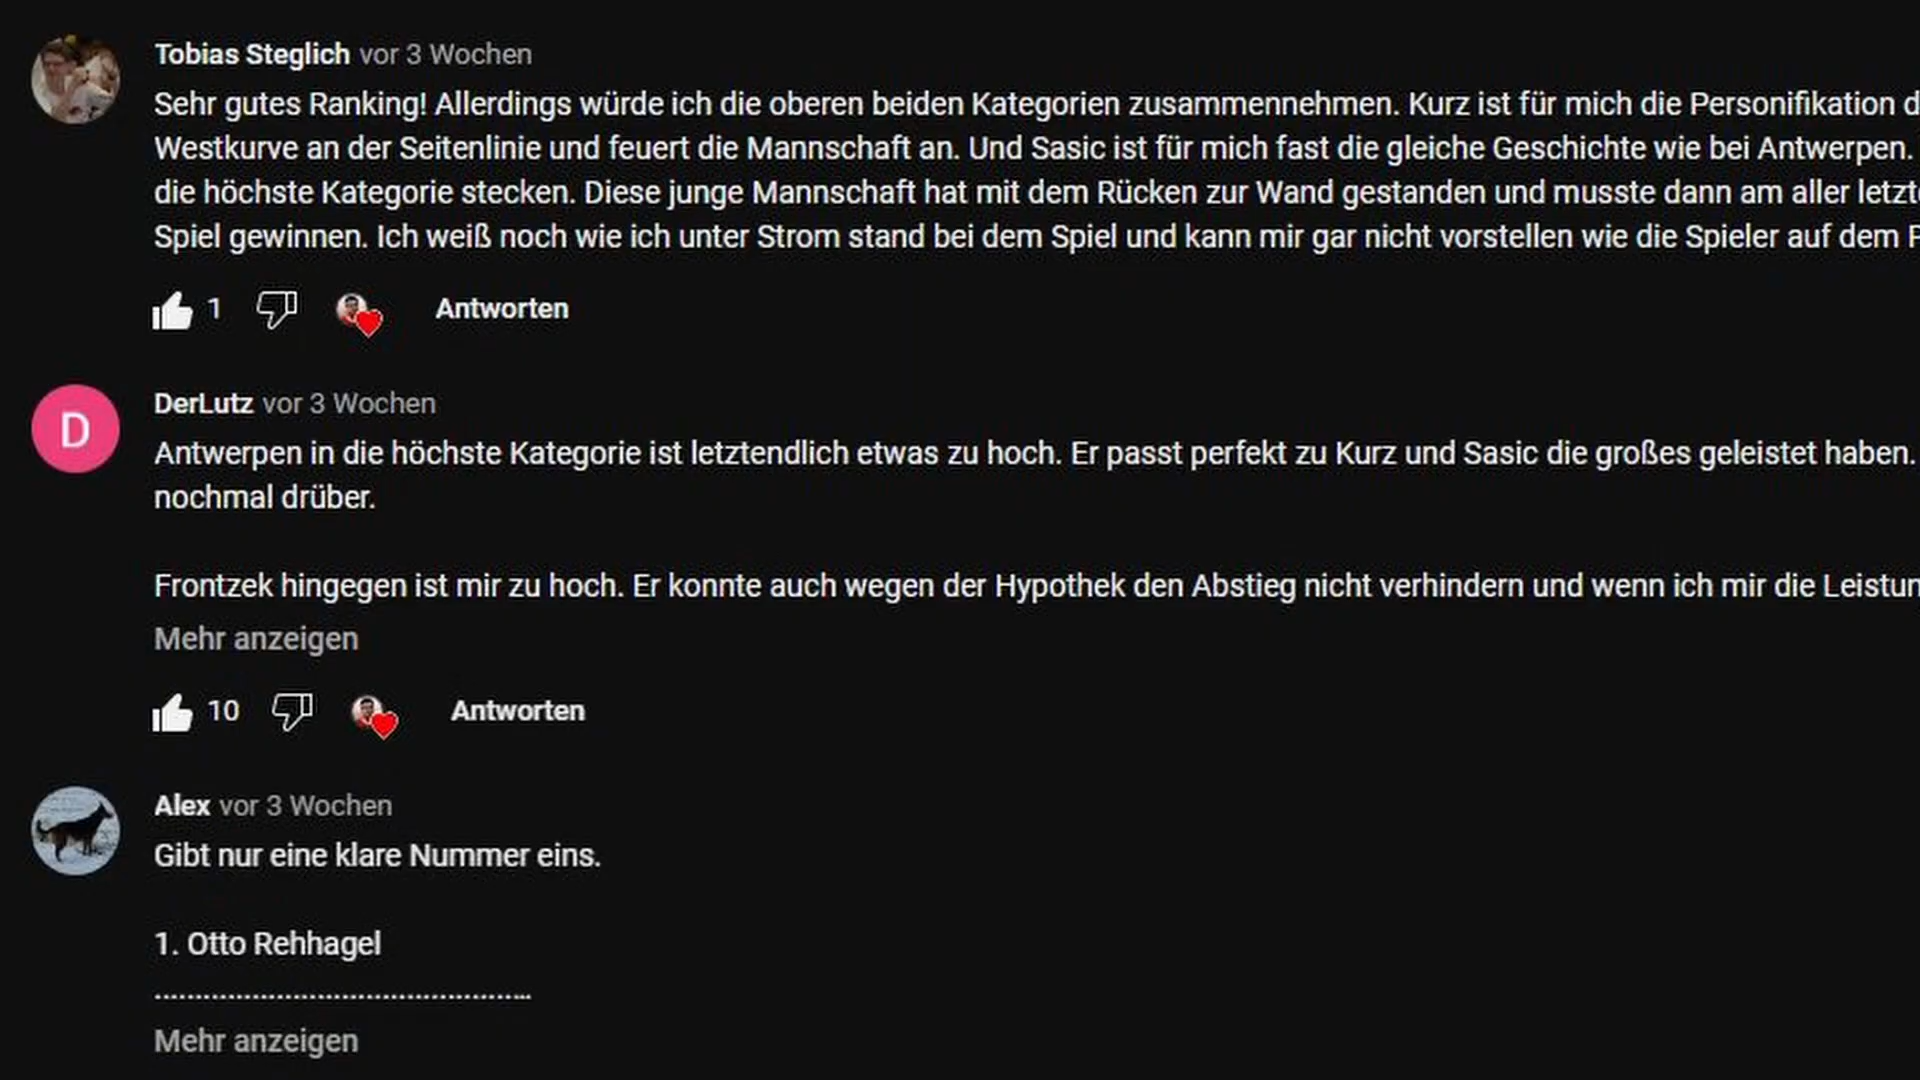 Tobias Steglich vor 3 Wochen
Sehr gutes Ranking! Allerdings würde ich die oberen beiden Kategorien zusammennehmen. Kurz ist für mich die Personifikation
Westkurve an der Seitenlinie und feuert die Mannschaft an. Und Sasic ist für mich fast die gleiche Geschichte wie bei Antwerpen.
die höchste Kategorie stecken. Diese junge Mannschaft hat mit dem Rücken zur Wand gestanden und musste dann am aller
Spiel gewinnen. Ich weiß noch wie ich unter Strom stand bei dem Spiel und kann mir gar nicht vorstellen wie die Spieler auf dem
1 Antworten
D
DerLutz vor 3 Wochen
Antwerpen in die höchste Kategorie ist letztendlich etwas zu hoch. Er passt perfekt zu Kurz und Sasic die großes geleistet haben.
nochmal drüber.
Frontzek hingegen ist mir zu hoch. Er konnte auch wegen der Hypothek den Abstieg nicht verhindern und wenn ich mir die
Mehr anzeigen
10 Antworten
Alex vor 3 Wochen
Gibt nur eine klare Nummer eins.
1. Otto Rehhagel
Mehr anzeigen